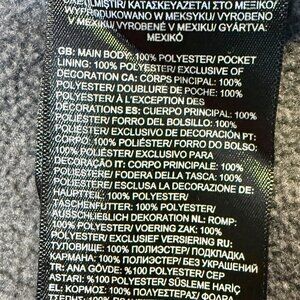 ΚΑΤΑΣΚΕΥΑΖΕΤΑΙ ΣΤΟ ΜΕΞΙΚΟ/
WYPRODUKOWANO W MEKSYKU/ VYROBENO
V MEXIKU/ VYROBENÉ V MEXIKU/ GYÁRTVA:
MEXIKÓ
GB: MAIN BODY: 100% POLYESTER/ POCKET
LINING: 100% POLYESTER/ EXCLUSIVE OF
DECORATION CA: CORPS PINCIPAL: 100%
POLYESTER/ DOUBLURE DE POCHE: 100%
POLYESTER/ À L'EXCEPTION DES
DÉCORATIONS ES: CUERPO PRINCIPAL: 100%
POLIÉSTER/ FORRO DEL BOLSILLO: 100%
POLIÉSTER/ EXCLUSIVO DE DECORACIÓN PT:
CORPO: 100% POLIÉSTER/ FORRO DO BOLSO:
100% POLIÉSTER/ EXCLUSIVO PARA
DECORAÇÃO IT: CORPO PRINCIPALE: 100%
POLIESTERE/ FODERA DELLA TASCA: 100%
POLIESTERE/ ESCLUSA LA DECORAZIONE DE:
HAUPTTEIL: 100% POLYESTER/
TASCHENFUTTER: 100% POLYESTER/
AUSSCHLIEẞLICH DEKORATION NL: ROMP:
100% POLYESTER/ VOERING ZAK: 100%
POLYESTER/ EXCLUSIEF VERSIERING RU:
ТУЛОВИЩЕ: 100% ПОЛИЭСТЕР/ ПОДКЛАДКА
КАРМАНА: 100% ПОЛИЭСТЕР/ БЕЗ УКРАШЕНИЙ
TR: ANA GÖVDE: %100 POLYESTER/ CEP
ASTARI: %100 POLYESTER/ SÜSLEME HARİÇ
EL: ΚΟΡΜΟΣ: 100% ΠΟΛΥΕΣΤΕΡΑΣ/ ΦΟΔΡΑ
ΤΣΕΠΗΣ: 100%